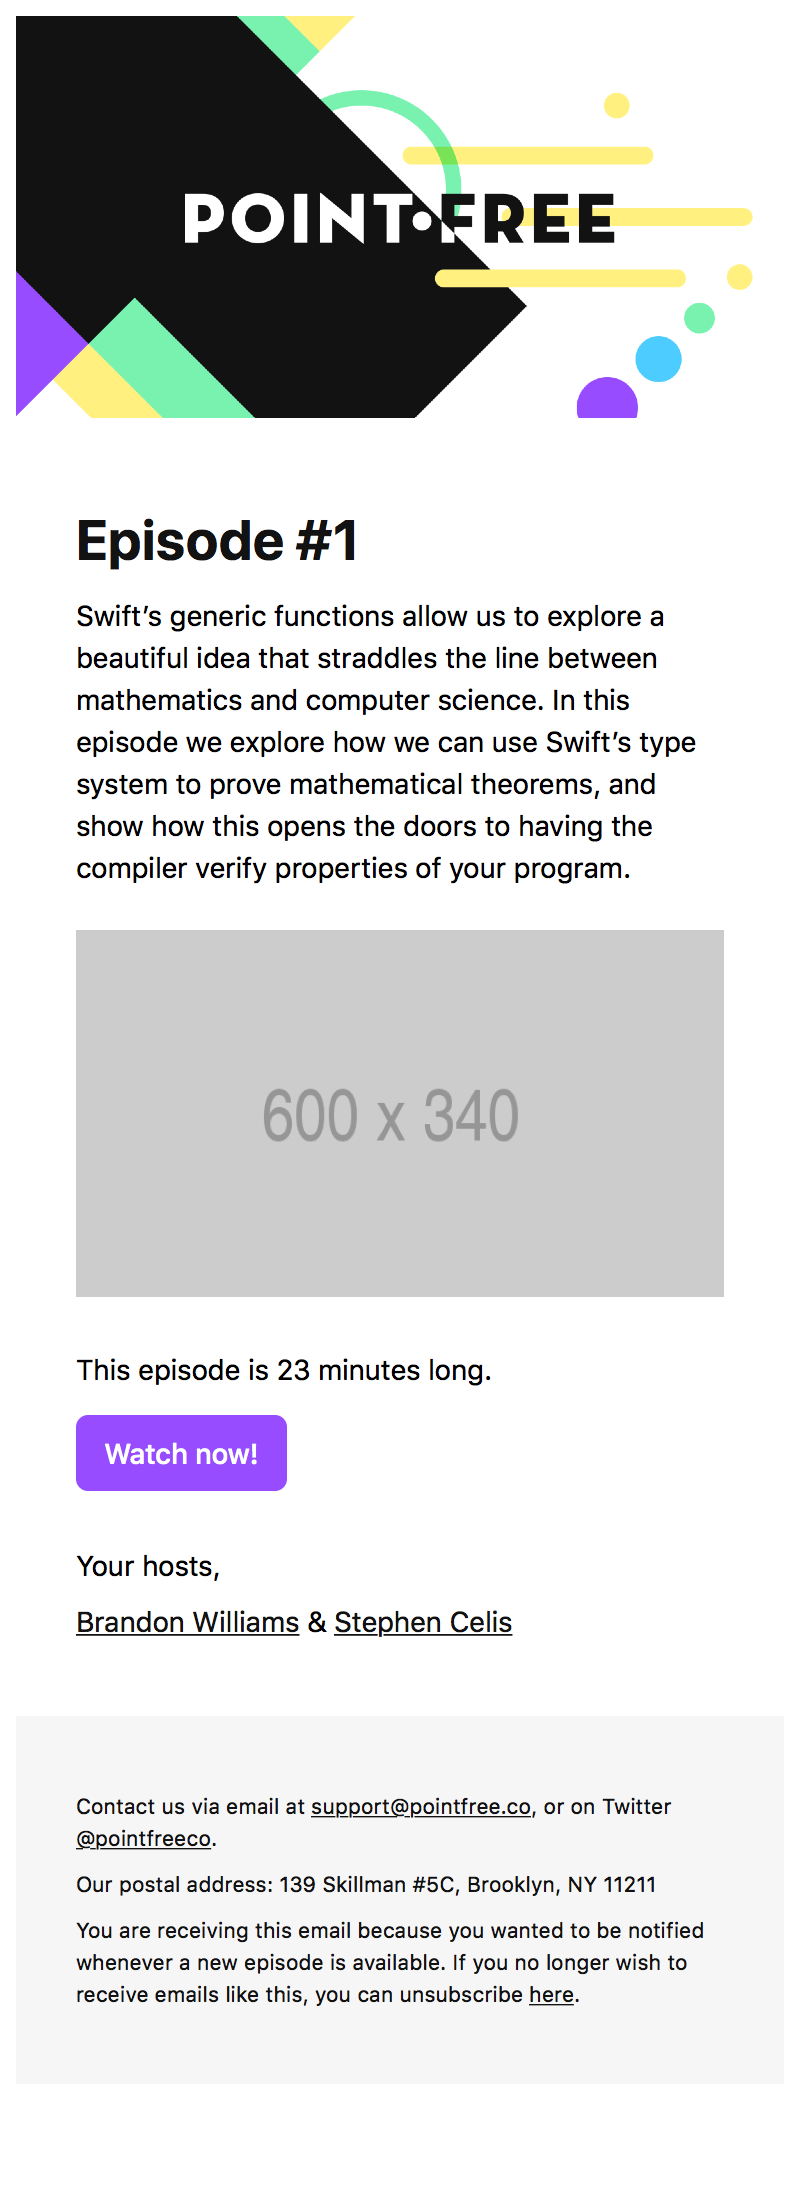 POINT•FREE
Episode #1
Swift’s generic functions allow us to explore a
beautiful idea that straddles the line between
mathematics and computer science. In this
episode we explore how we can use Swift’s type
system to prove mathematical theorems, and
show how this opens the doors to having the
compiler verify properties of your program.
600 x 340
This episode is 23 minutes long.
Watch now!
Your hosts,
Brandon Williams & Stephen Celis
Contact us via email at support@pointfree.co, or on Twitter
@pointfreeco.
Our postal address: 139 Skillman #5C, Brooklyn, NY 11211
You are receiving this email because you wanted to be notified
whenever a new episode is available. If you no longer wish to
receive emails like this, you can unsubscribe here.